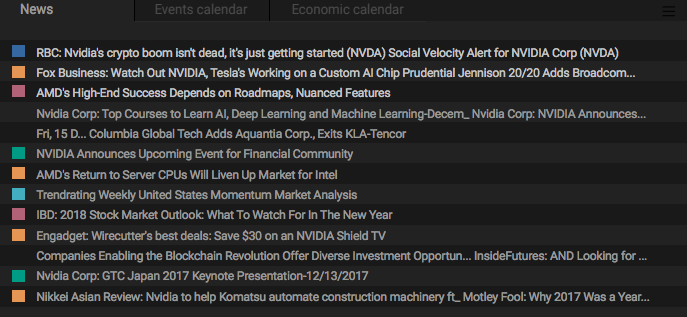 News Events calendar Economic calendar
RBC: Nvidia's crypto boom isn't dead, it's just getting started (NVDA) Social Velocity Alert for NVIDIA Corp (NVDA)
Fox Business: Watch Out NVIDIA, Tesla's Working on a Custom AI Chip Prudential Jennison 20/20 Adds Broadcom...
AMD's High-End Success Depends on Roadmaps, Nuanced Features
Nvidia Corp: Top Courses to Learn AI, Deep Learning and Machine Learning-Decem_ Nvidia Corp: NVIDIA Announces...
Fri, 15 D... Columbia Global Tech Adds Aquantia Corp., Exits KLA-Tencor
NVIDIA Announces Upcoming Event for Financial Community
AMD's Return to Server CPUs Will Liven Up Market for Intel
Trendrating Weekly United States Momentum Market Analysis
IBD: 2018 Stock Market Outlook: What To Watch For In The New Year
Engadget: Wirecutter's best deals: Save $30 on an NVIDIA Shield TV
Companies Enabling the Blockchain Revolution Offer Diverse Investment Opportun... InsideFutures: AND Looking for ...
Nvidia Corp: GTC Japan 2017 Keynote Presentation-12/13/2017
Nikkei Asian Review: Nvidia to help Komatsu automate construction machinery ft_ Motley Fool: Why 2017 Was a Year...